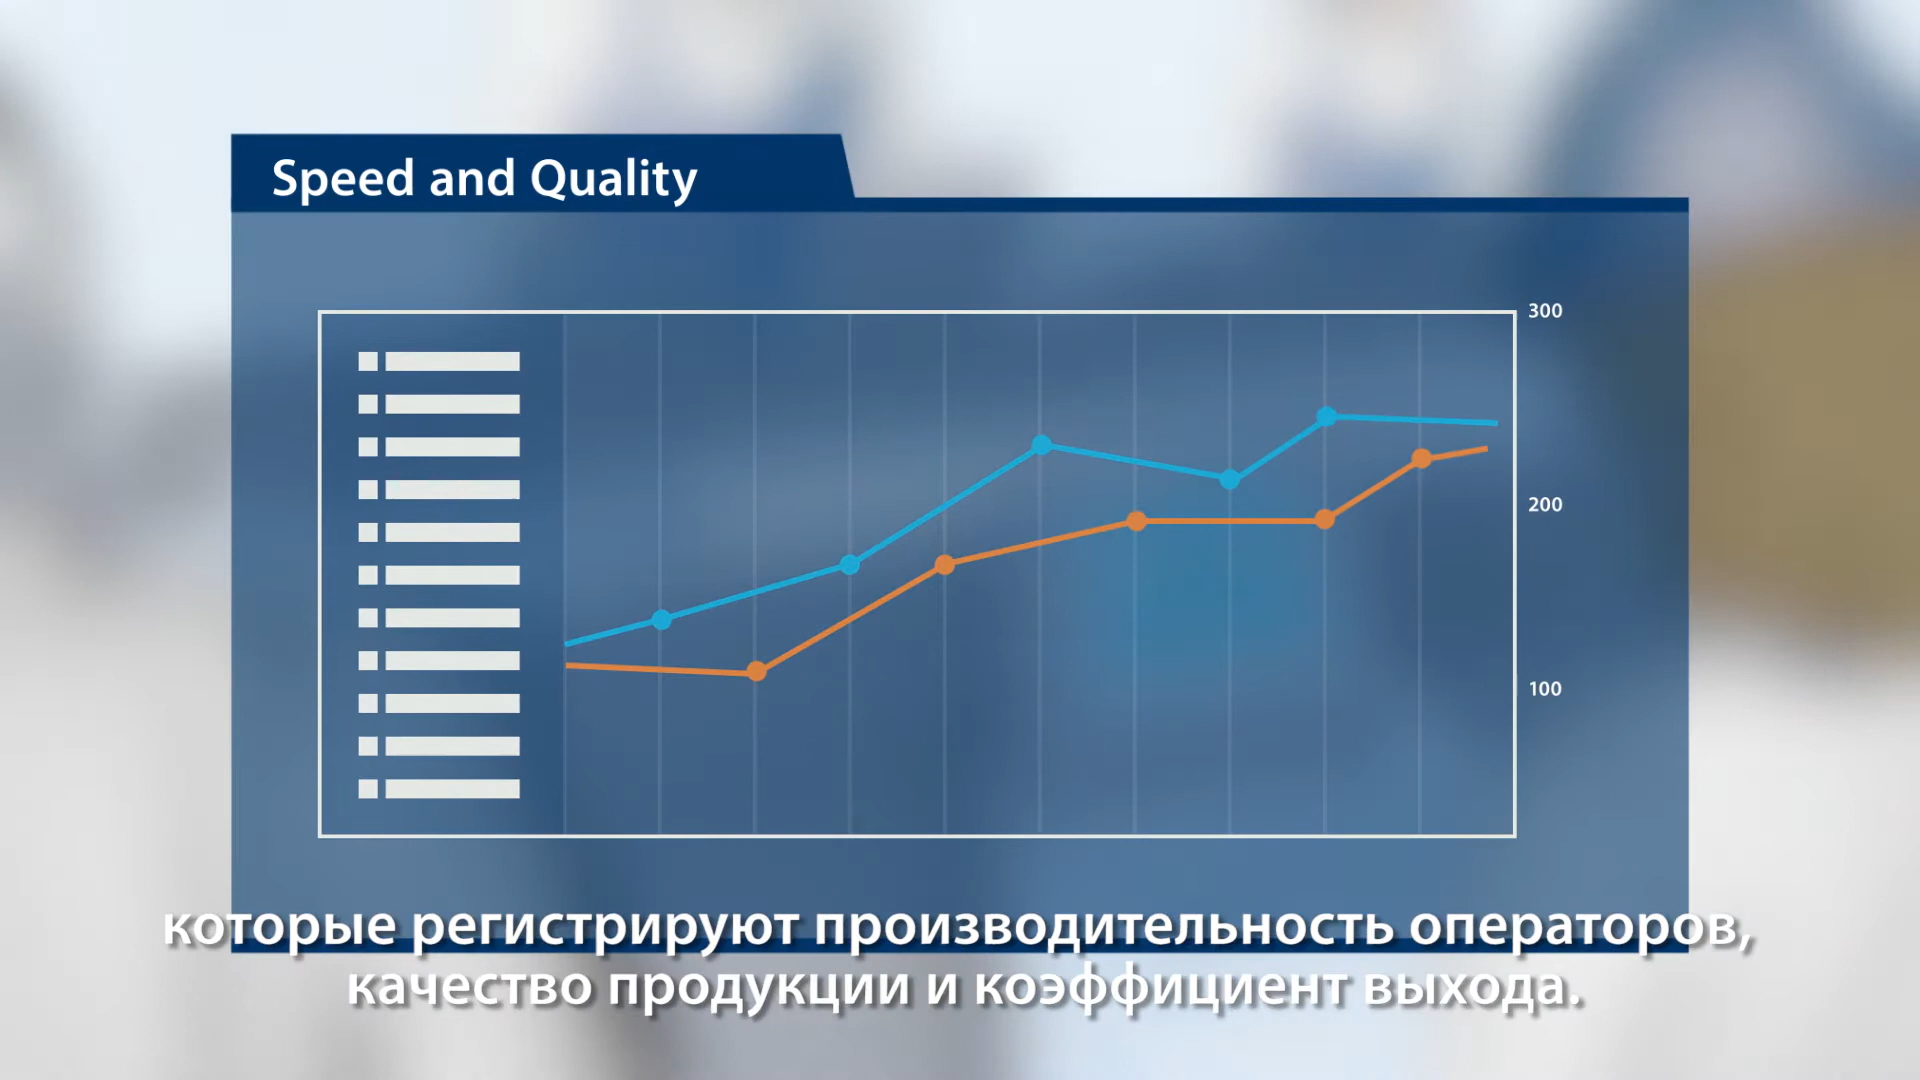 Speed and Quality
300
200
100
которые регистрируют производительность операторов,
качество продукции и коэффициент выхода.